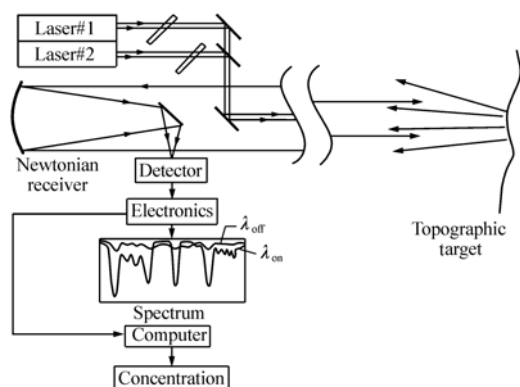 Laser#1
Laser#2
Newtonian
receiver
Detector
Electronics
λoff
λon
Spectrum
Computer
Concentration
Topographic
target